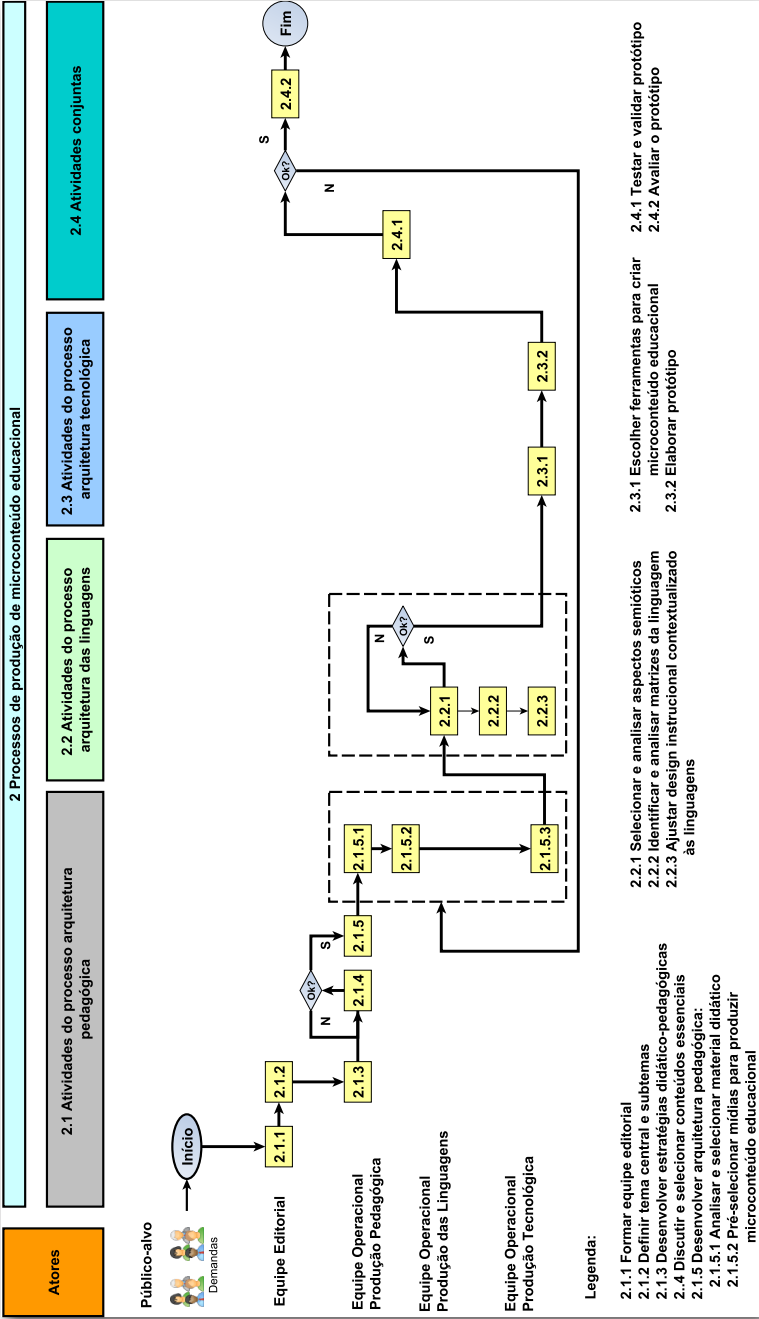 2 Processos de produção de microconteúdo educacional
Atores
2.1 Atividades do processo arquitetura
pedagógica
2.2 Atividades do processo
arquitetura das linguagens
2.3 Atividades do processo
arquitetura tecnológica
2.4 Atividades conjuntas
Público-alvo
Demandas
Início
Fim
Equipe Editorial
2.1.1
2.1.2
2.4.2
Ok?
S
N
Equipe Operacional
Produção Pedagógica
2.1.3
2.1.4
Ok?
N
S
2.1.5
2.1.5.1
2.1.5.2
2.1.5.3
Equipe Operacional
Produção das Linguagens
2.2.1
2.2.2
2.2.3
Ok?
N
S
2.4.1
Equipe Operacional
Produção Tecnológica
2.3.1
2.3.2
Legenda:
2.1.1 Formar equipe editorial
2.1.2 Definir tema central e subtemas
2.1.3 Desenvolver estratégias didático-pedagógicas
2..4 Discutir e selecionar conteúdos essenciais
2.1.5 Desenvolver arquitetura pedagógica:
2.1.5.1 Analisar e selecionar material didático
2.1.5.2 Pré-selecionar mídias para produzir
microconteúdo educacional
2.2.1 Selecionar e analisar aspectos semióticos
2.2.2 Identificar e analisar matrizes da linguagem
2.2.3 Ajustar design instrucional contextualizado
às linguagens
2.3.1 Escolher ferramentas para criar
microconteúdo educacional
2.3.2 Elaborar protótipo
2.4.1 Testar e validar protótipo
2.4.2 Avaliar o protótipo